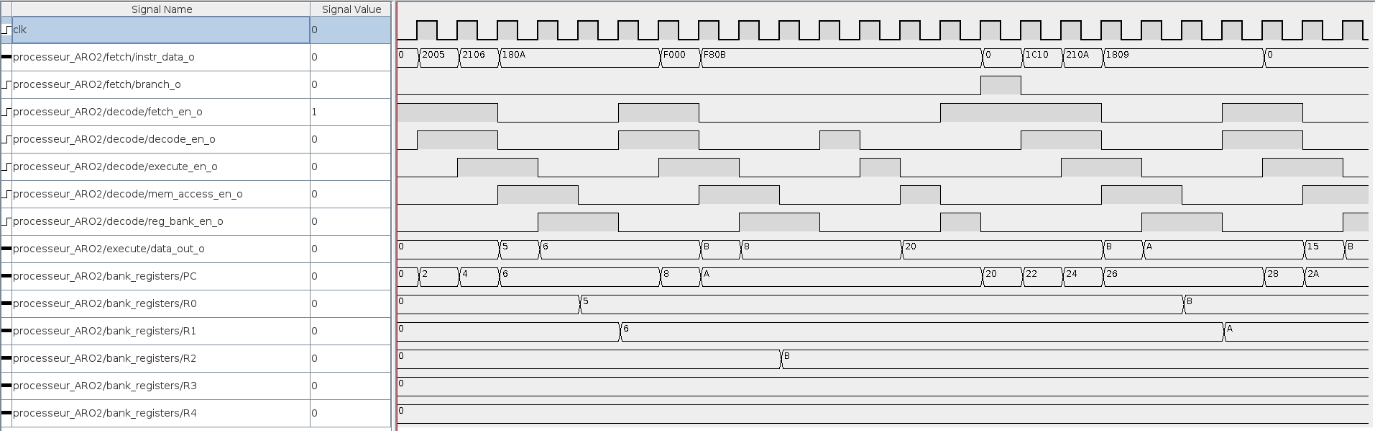 Signal Name Signal Value
clk 0
processeur_ARO2/fetch/instr_data_o 0 0 2005 2106 180A F000 F80B 0 1C10 210A 1809 0
processeur_ARO2/fetch/branch_o 0
processeur_ARO2/decode/fetch_en_o 1
processeur_ARO2/decode/decode_en_o 0
processeur_ARO2/decode/execute_en_o 0
processeur_ARO2/decode/mem_access_en_o 0
processeur_ARO2/decode/reg_bank_en_o 0
processeur_ARO2/execute/data_out_o 0 0 5 6 B B 20 B A 15 B
processeur_ARO2/bank_registers/PC 0 0 2 4 6 8 A 20 22 24 26 28 2A
processeur_ARO2/bank_registers/R0 0 0 5 B
processeur_ARO2/bank_registers/R1 0 0 6 A
processeur_ARO2/bank_registers/R2 0 0 B
processeur_ARO2/bank_registers/R3 0 0
processeur_ARO2/bank_registers/R4 0 0